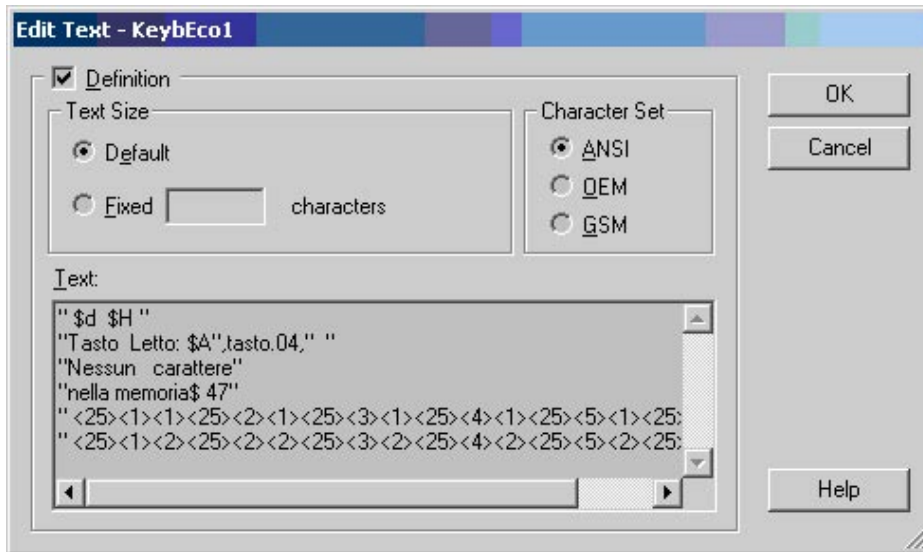 Edit Text - KeybEco1
Definition
Text Size
Default
Fixed characters
Character Set
ANSI
OEM
GSM
OK
Cancel
Text:
" $d  $H "
"Tasto  Letto: $A",tasto.04,"  "
"Nessun   carattere"
"nella memoria$ 47"
" <25><1><1><25><2><1><25><3><1><25><4><1><25><5><1><25>
" <25><1><2><25><2><2><25><3><2><25><4><2><25><5><2><25>
Help